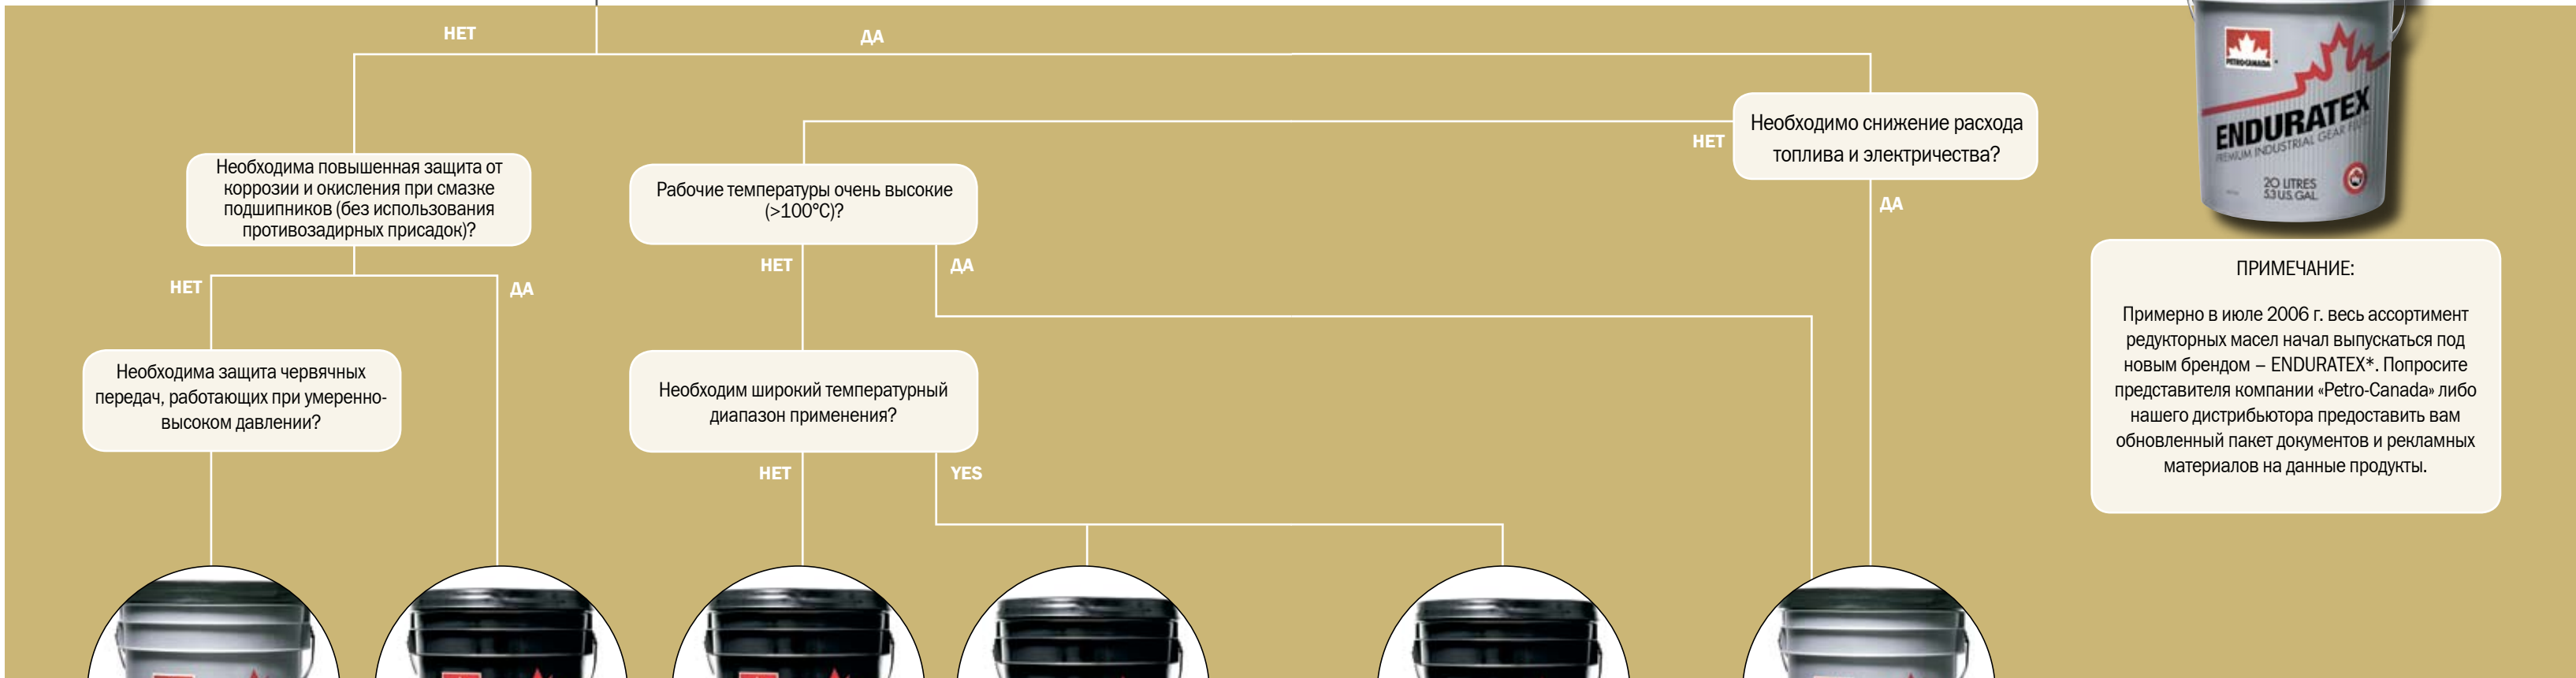 НЕТ
ДА
PETRO-CANADA
ENDURATEX
PREMIUM INDUSTRIAL GEAR FLUID
20 LITRES
5.3 U.S. GAL
Необходимо снижение расхода
топлива и электричества?
НЕТ
ДА
Необходима повышенная защита от
коррозии и окисления при смазке
подшипников (без использования
противозадирных присадок)?
НЕТ
ДА
Рабочие температуры очень высокие
(>100°C)?
НЕТ
ДА
Необходима защита червячных
передач, работающих при умеренно-
высоком давлении?
Необходим широкий температурный
диапазон применения?
НЕТ
YES
ПРИМЕЧАНИЕ:
Примерно в июле 2006 г. весь ассортимент
редукторных масел начал выпускаться под
новым брендом – ENDURATEX*. Попросите
представителя компании «Petro-Canada» либо
нашего дистрибьютора предоставить вам
обновленный пакет документов и рекламных
материалов на данные продукты.